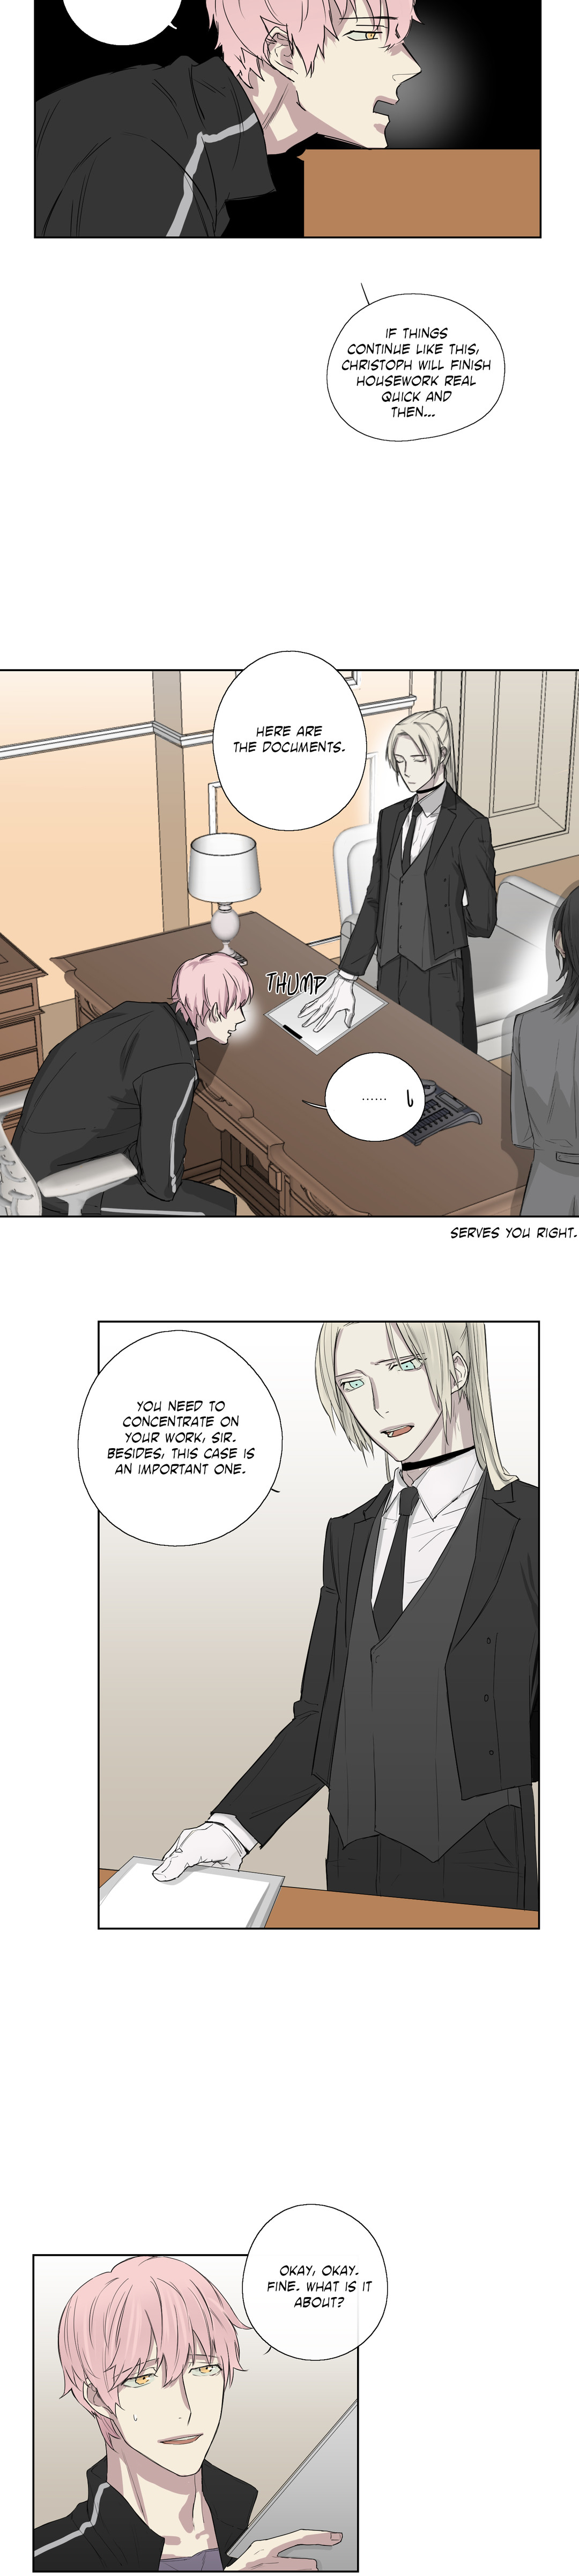 IF THINGS
CONTINUE LIKE THIS,
CHRISTOPH WILL FINISH
HOUSEWORK REAL
QUICK AND
THEN...
HERE ARE
THE DOCUMENTS.
THUMP
......
SERVES YOU RIGHT.
YOU NEED TO
CONCENTRATE ON
YOUR WORK, SIR.
BESIDES, THIS CASE IS
AN IMPORTANT ONE.
OKAY, OKAY.
FINE. WHAT IS IT
ABOUT?